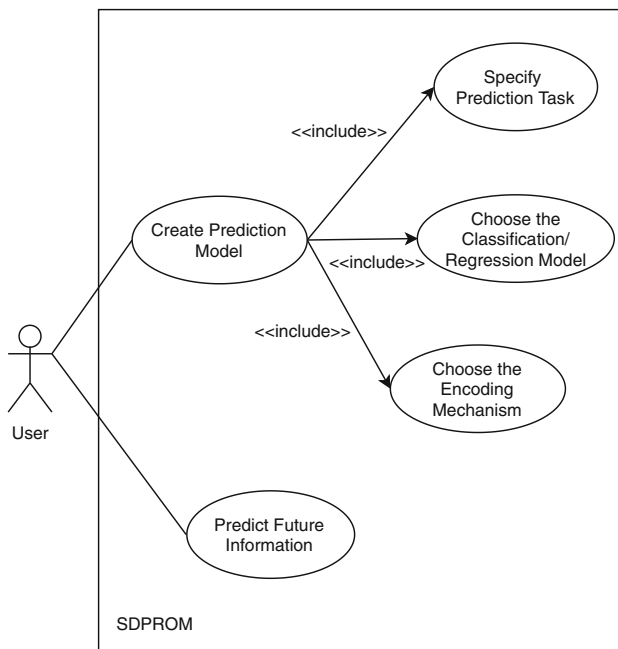 Specify
Prediction Task
<<include>>
Create Prediction
Model
Choose the
Classification/
Regression Model
<<include>>
<<include>>
Choose the
Encoding
Mechanism
User
Predict Future
Information
SDPROM